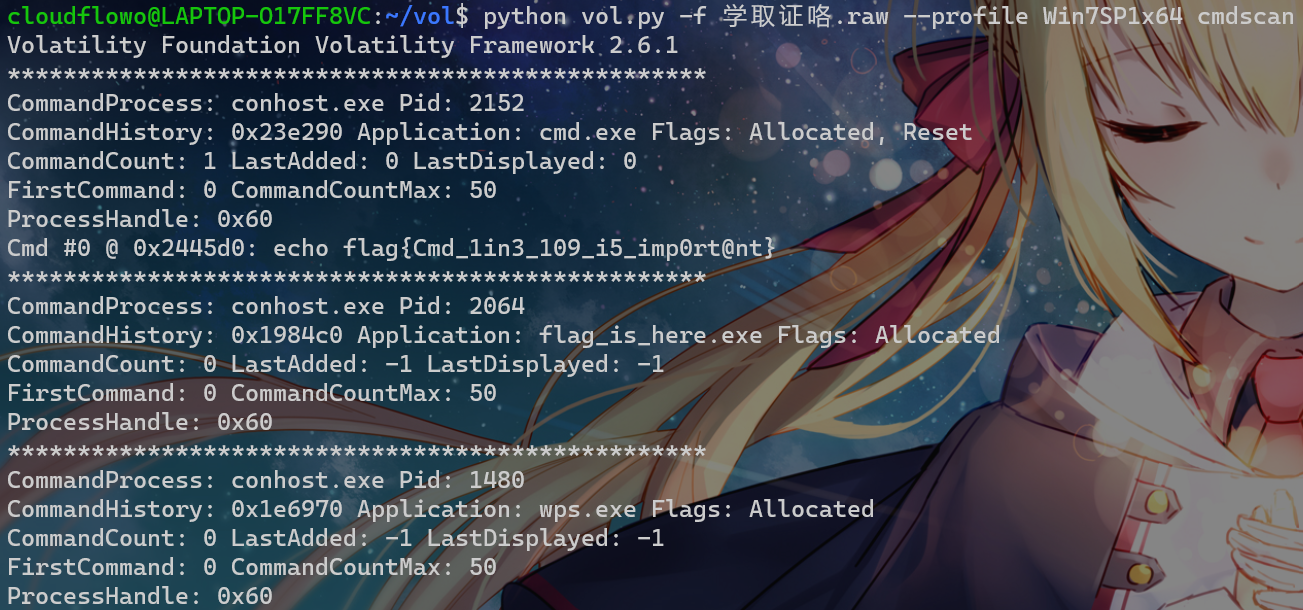 cloudflowo@LAPTQP-O17FF8VC:~/vol$ python vol.py -f 学取证咯.raw --profile Win7SP1x64 cmdscan
Volatility Foundation Volatility Framework 2.6.1
**************************************************
CommandProcess: conhost.exe Pid: 2152
CommandHistory: 0x23e290 Application: cmd.exe Flags: Allocated, Reset
CommandCount: 1 LastAdded: 0 LastDisplayed: 0
FirstCommand: 0 CommandCountMax: 50
ProcessHandle: 0x60
Cmd #0 @ 0x2445d0: echo flag{Cmd_1in3_109_i5_imp0rt@nt}
**************************************************
CommandProcess: conhost.exe Pid: 2064
CommandHistory: 0x1984c0 Application: flag_is_here.exe Flags: Allocated
CommandCount: 0 LastAdded: -1 LastDisplayed: -1
FirstCommand: 0 CommandCountMax: 50
ProcessHandle: 0x60
**************************************************
CommandProcess: conhost.exe Pid: 1480
CommandHistory: 0x1e6970 Application: wps.exe Flags: Allocated
CommandCount: 0 LastAdded: -1 LastDisplayed: -1
FirstCommand: 0 CommandCountMax: 50
ProcessHandle: 0x60